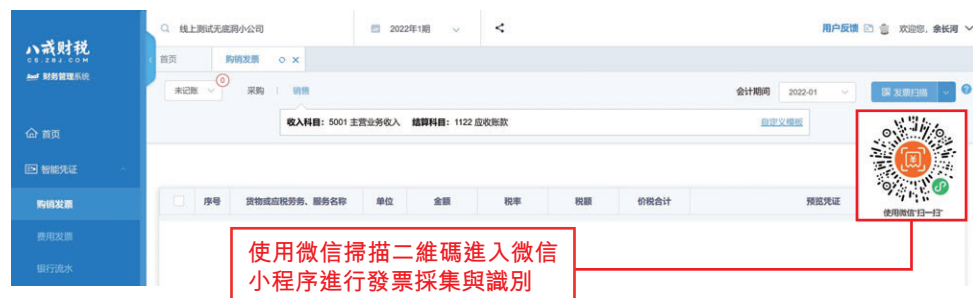 线上测试无底洞小公司
2022年1期
用户反馈
欢迎您，余长河
八戒财税
CS.ZBJ.COM
财务管理系统
首页
购销发票
未记账
0
采购
销售
会计期间
2022-01
发票扫描
收入科目：5001 主营业务收入 结算科目：1122 应收账款
自定义模板
首页
智能凭证
购销发票
费用发票
银行流水
序号
货物或应税劳务、服务名称
单位
金额
税率
税额
价税合计
预览凭证
使用微信“扫一扫”
使用微信掃描二維碼進入微信
小程序進行發票採集與識別